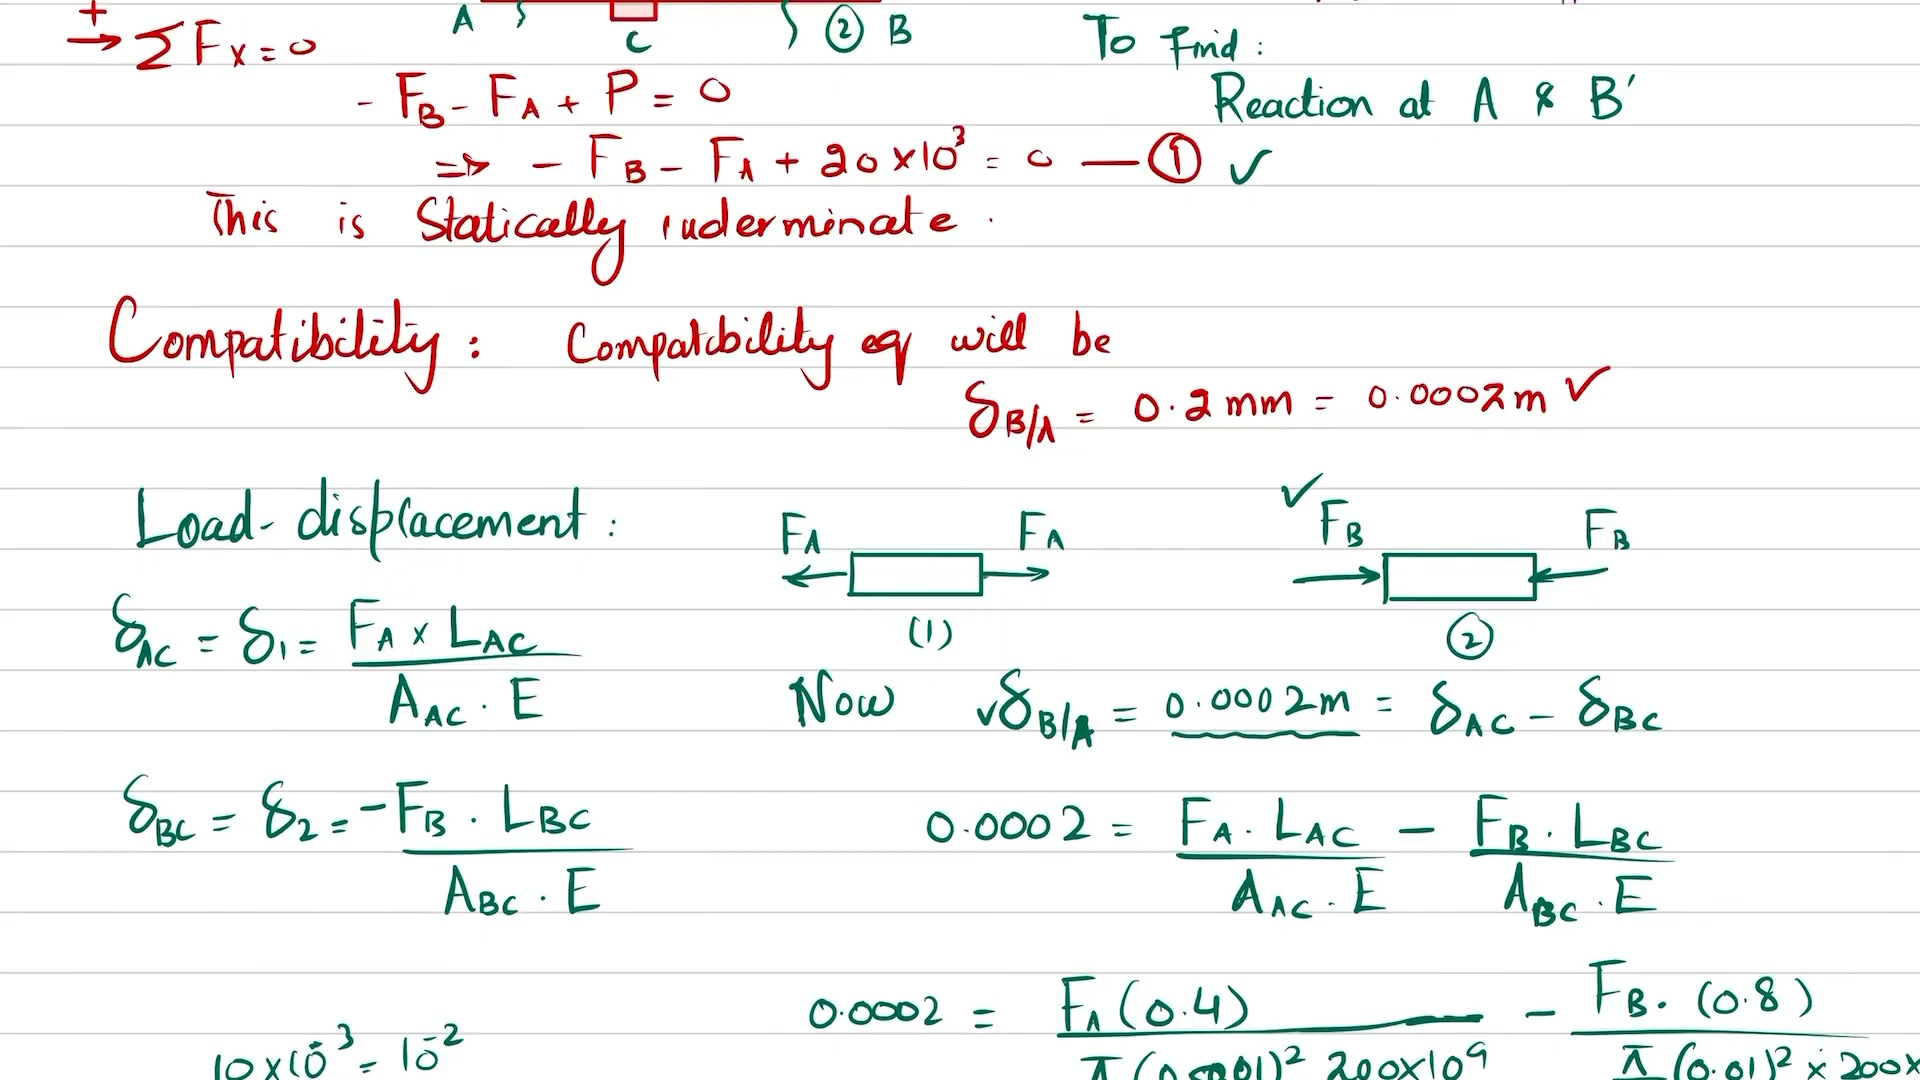 A C ② B
+→ ΣFx = 0
To find:
- FB - FA + P = 0
Reaction at A & B'
=> - FB - FA + 20 × 10³ = 0 — ① ✓
This is Statically inderminate.
Compatibility: Compatibility eq will be
δB/A = 0.2 mm = 0.0002 m ✓
Load-displacement:
FA FA ✓ FB FB
(1) ②
δAC = δ1 = FA × LAC / AAC . E
Now ✓δB/A = 0.0002m = δAC - δBC
δBC = δ2 = -FB . LBC / ABC . E
0.0002 = FA . LAC / AAC . E - FB . LBC / ABC . E
0.0002 = FA (0.4) - FB . (0.8)
10×10⁻³ = 10⁻² 200×10⁹ π (0.01)² × 200×